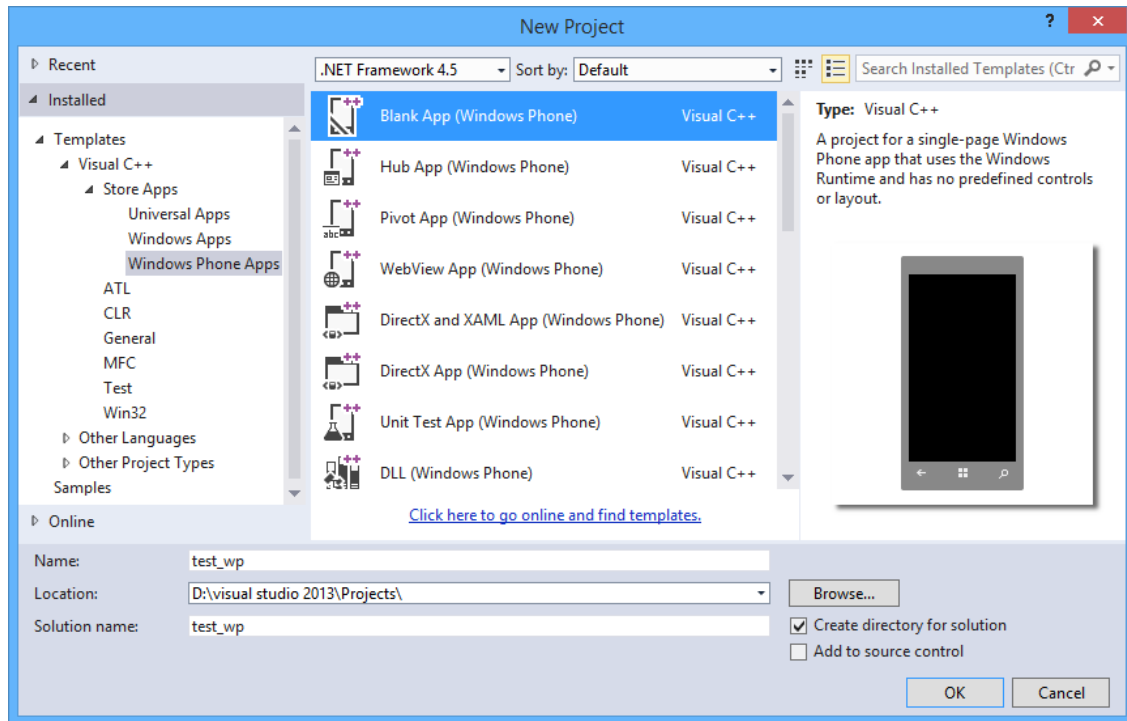 New Project
?
Recent
Installed
Templates
Visual C++
Store Apps
Universal Apps
Windows Apps
Windows Phone Apps
ATL
CLR
General
MFC
Test
Win32
Other Languages
Other Project Types
Samples
Online
.NET Framework 4.5 Sort by: Default
Search Installed Templates (Ctr
Blank App (Windows Phone) Visual C++
Hub App (Windows Phone) Visual C++
Pivot App (Windows Phone) Visual C++
WebView App (Windows Phone) Visual C++
DirectX and XAML App (Windows Phone) Visual C++
DirectX App (Windows Phone) Visual C++
Unit Test App (Windows Phone) Visual C++
DLL (Windows Phone) Visual C++
Click here to go online and find templates.
Type: Visual C++
A project for a single-page Windows
Phone app that uses the Windows
Runtime and has no predefined controls
or layout.
Name: test_wp
Location: D:\visual studio 2013\Projects\
Browse...
Solution name: test_wp
Create directory for solution
Add to source control
OK Cancel